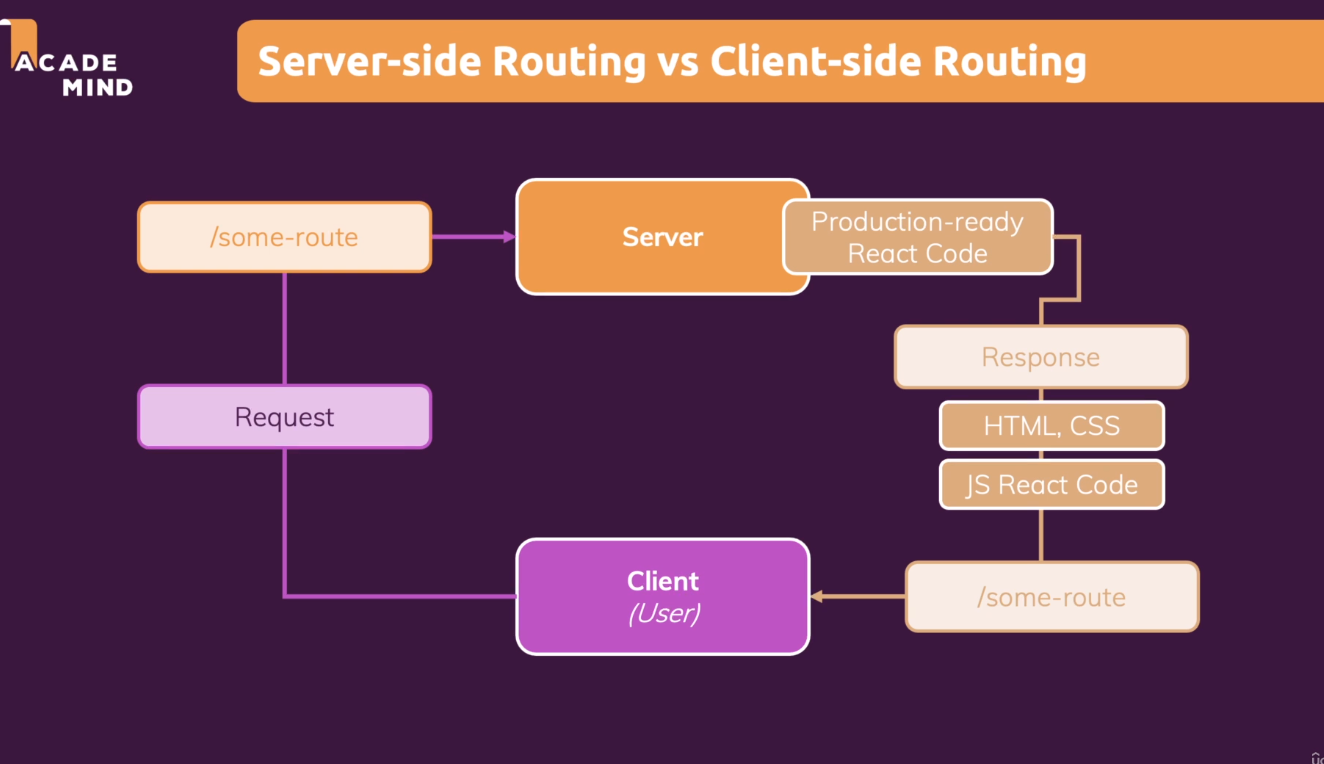 ACADE
MIND
Server-side Routing vs Client-side Routing
/some-route
Server
Production-ready
React Code
Response
Request
HTML, CSS
JS React Code
Client
(User)
/some-route